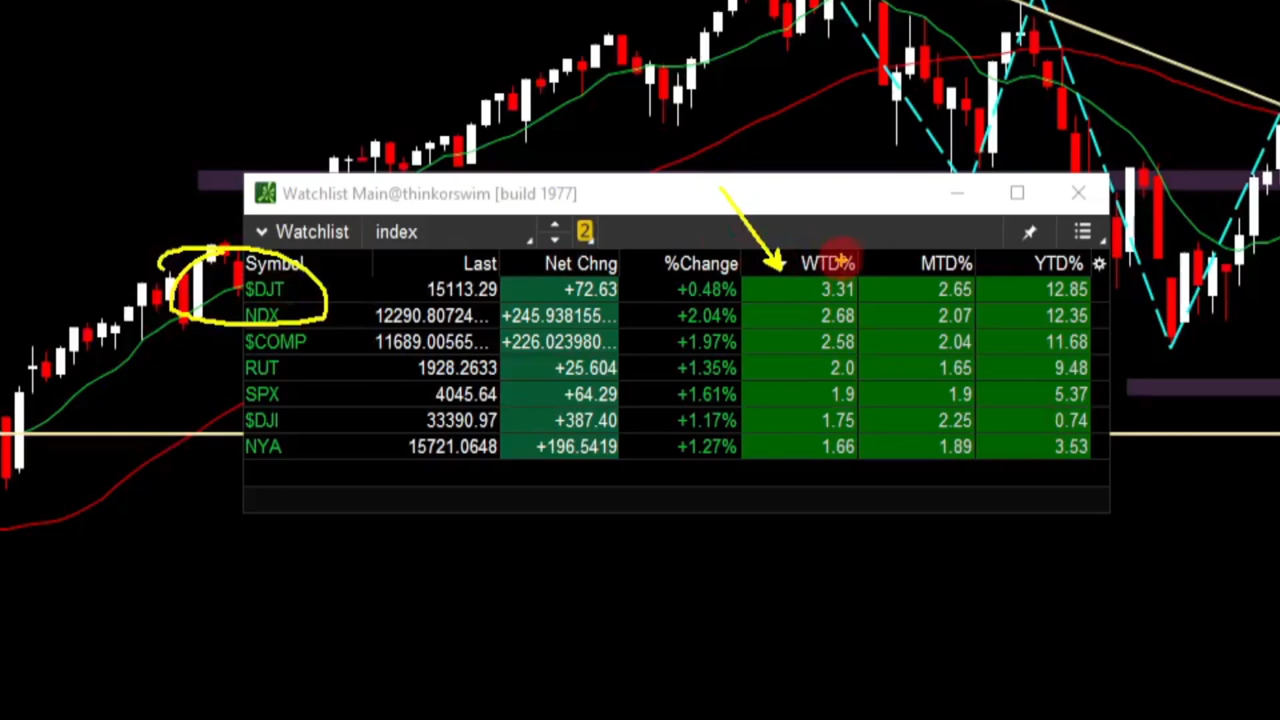 Watchlist Main@thinkorswim [build 1977]
Watchlist index 2
Symbol Last Net Chng %Change WTD% MTD% YTD%
$DJT 15113.29 +72.63 +0.48% 3.31 2.65 12.85
NDX 12290.80724... +245.938155... +2.04% 2.68 2.07 12.35
$COMP 11689.00565... +226.023980... +1.97% 2.58 2.04 11.68
RUT 1928.2633 +25.604 +1.35% 2.0 1.65 9.48
SPX 4045.64 +64.29 +1.61% 1.9 1.9 5.37
$DJI 33390.97 +387.40 +1.17% 1.75 2.25 0.74
NYA 15721.0648 +196.5419 +1.27% 1.66 1.89 3.53